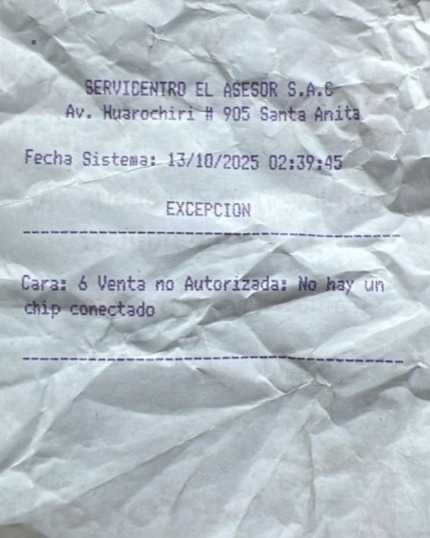 SERVICENTRO EL ASESOR S.A.C
Av. Huarochiri # 905 Santa Anita
Fecha Sistema: 13/10/2025 02:39:45
EXCEPCION
--------------------------------------------------
Cara: 6 Venta no Autorizada: No hay un
chip conectado
--------------------------------------------------